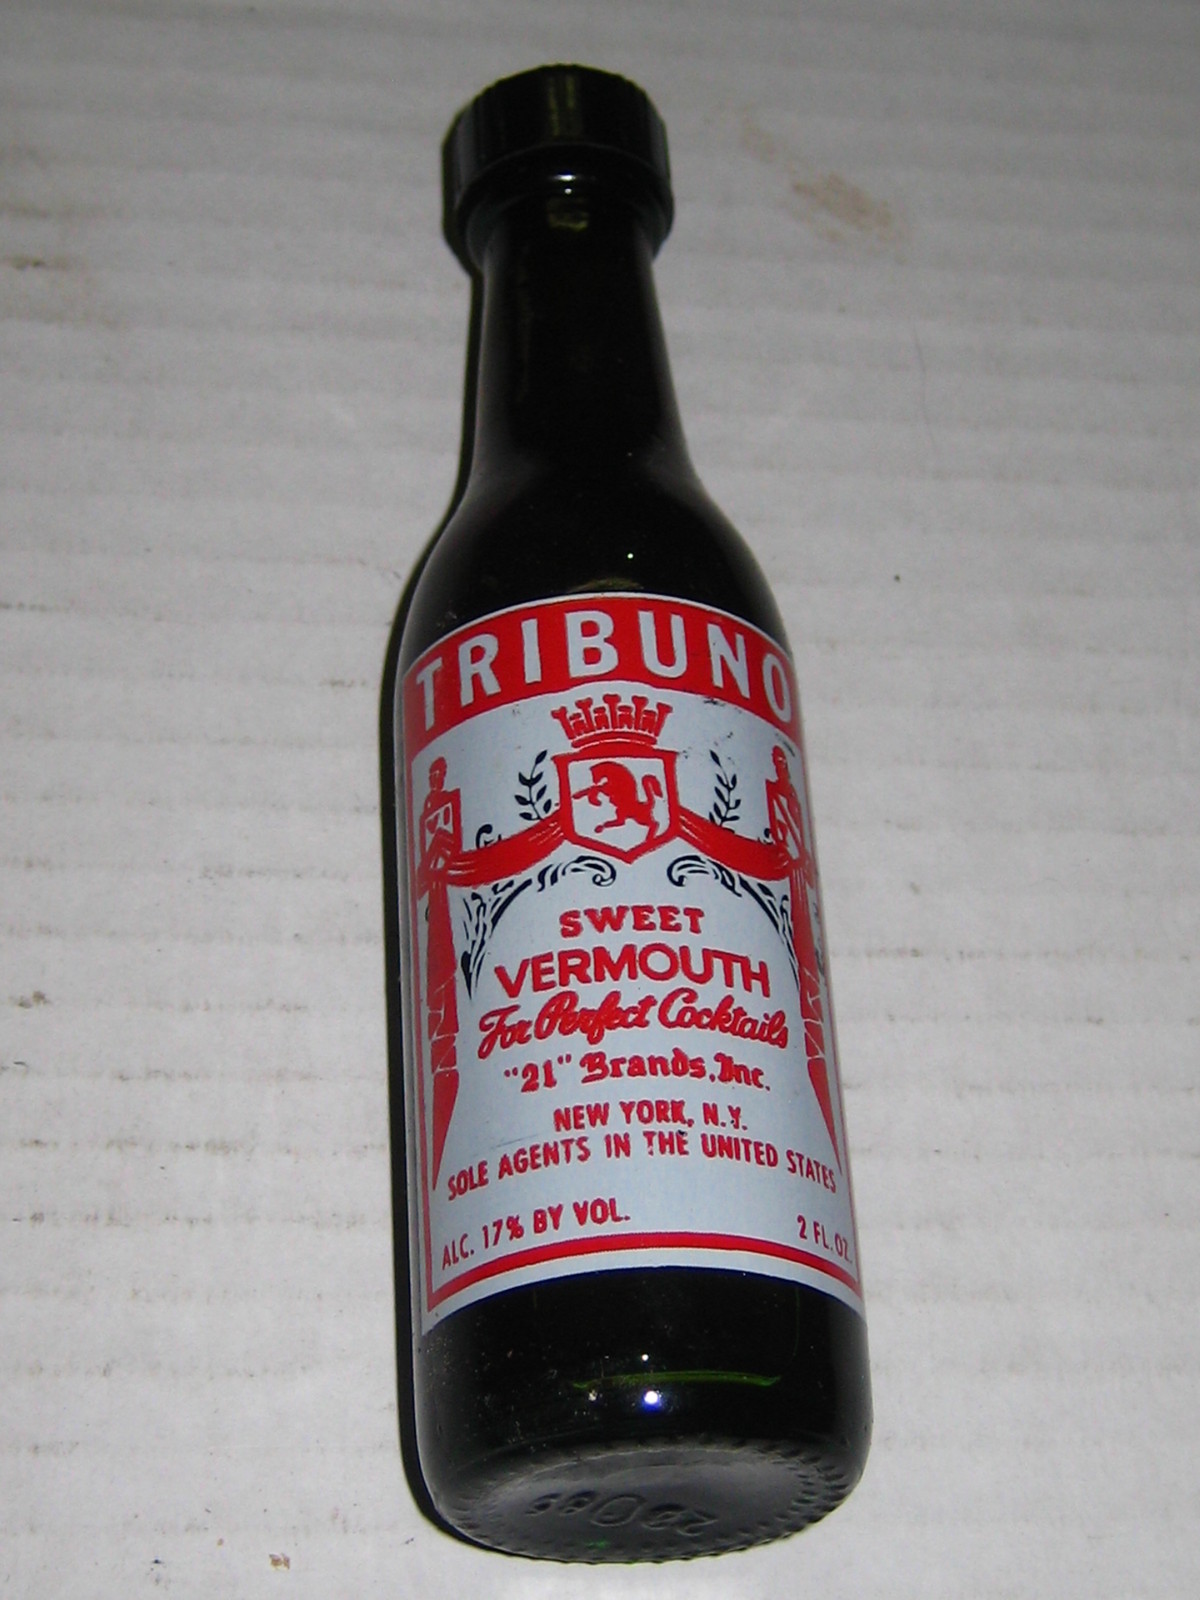 TRIBUNO
SWEET
VERMOUTH
For Perfect Cocktails
"21" Brands, Inc.
NEW YORK, N.Y.
SOLE AGENTS IN THE UNITED STATES
ALC. 17% BY VOL. 2 FL. OZ.